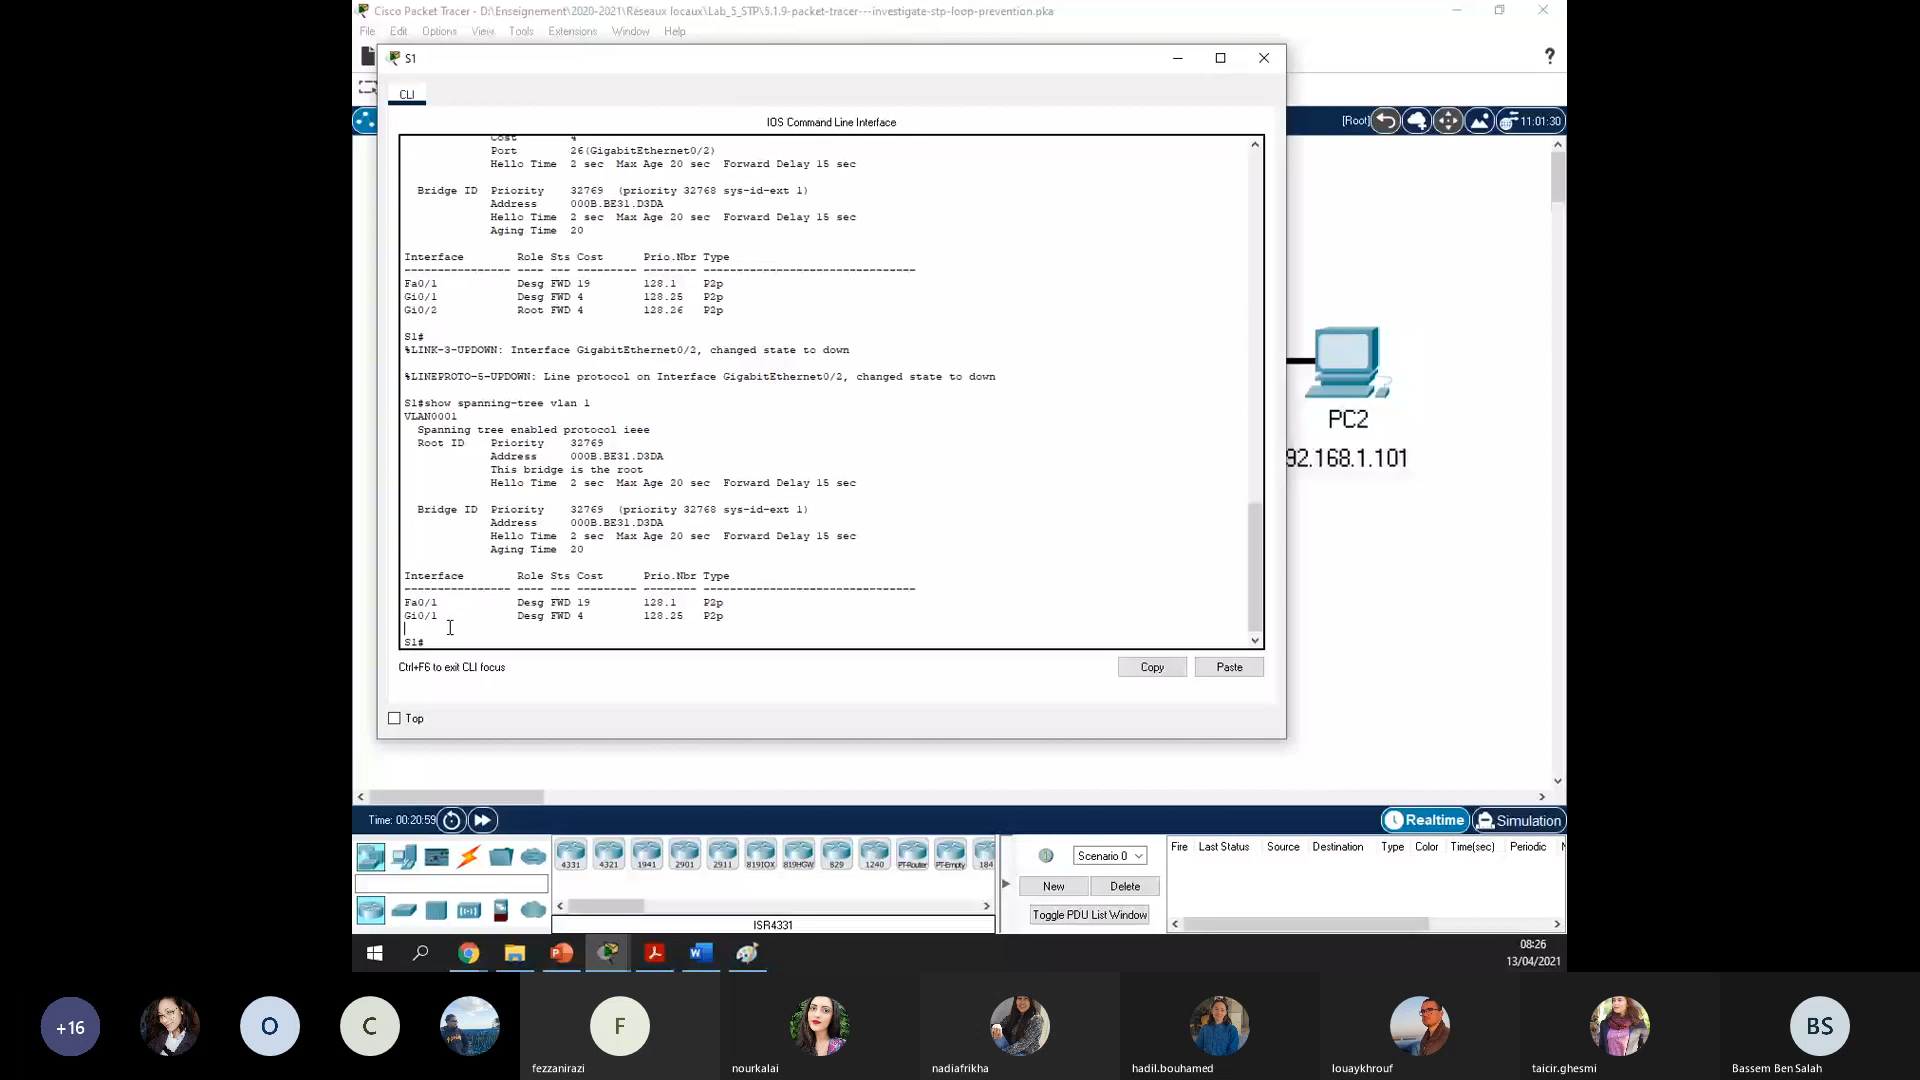 Cisco Packet Tracer - D:\Enseignement\2020-2021\Réseaux locaux\Lab_5_STP\5.1.9-packet-tracer---investigate-stp-loop-prevention.pka
File Edit Options View Tools Extensions Window Help
S1
?
CLI
[Root]
11:01:30
IOS Command Line Interface
Cost 4
Port 26(GigabitEthernet0/2)
Hello Time 2 sec Max Age 20 sec Forward Delay 15 sec
Bridge ID Priority 32769 (priority 32768 sys-id-ext 1)
Address 000B.BE31.D3DA
Hello Time 2 sec Max Age 20 sec Forward Delay 15 sec
Aging Time 20
Interface Role Sts Cost Prio.Nbr Type
---------------- ---- --- --------- -------- --------------------------------
Fa0/1 Desg FWD 19 128.1 P2p
Gi0/1 Desg FWD 4 128.25 P2p
Gi0/2 Root FWD 4 128.26 P2p
S1#
%LINK-3-UPDOWN: Interface GigabitEthernet0/2, changed state to down
%LINEPROTO-5-UPDOWN: Line protocol on Interface GigabitEthernet0/2, changed state to down
S1#show spanning-tree vlan 1
VLAN0001
Spanning tree enabled protocol ieee
Root ID Priority 32769
Address 000B.BE31.D3DA
This bridge is the root
Hello Time 2 sec Max Age 20 sec Forward Delay 15 sec
Bridge ID Priority 32769 (priority 32768 sys-id-ext 1)
Address 000B.BE31.D3DA
Hello Time 2 sec Max Age 20 sec Forward Delay 15 sec
Aging Time 20
Interface Role Sts Cost Prio.Nbr Type
---------------- ---- --- --------- -------- --------------------------------
Fa0/1 Desg FWD 19 128.1 P2p
Gi0/1 Desg FWD 4 128.25 P2p
S1#
PC2
92.168.1.101
Ctrl+F6 to exit CLI focus
Copy Paste
Top
Time: 00:20:59
Realtime Simulation
4331 4321 1941 2901 2911 819IOX 819HGW 829 1240 PT-Router PT-Empty 184
Scenario 0
New Delete
Toggle PDU List Window
Fire Last Status Source Destination Type Color Time(sec) Periodic
ISR4331
08:26
13/04/2021
+16 O C F BS
fezzanirazi nourkalai nadiafrikha hadil.bouhamed louaykhrouf taicir.ghesmi Bassem Ben Salah